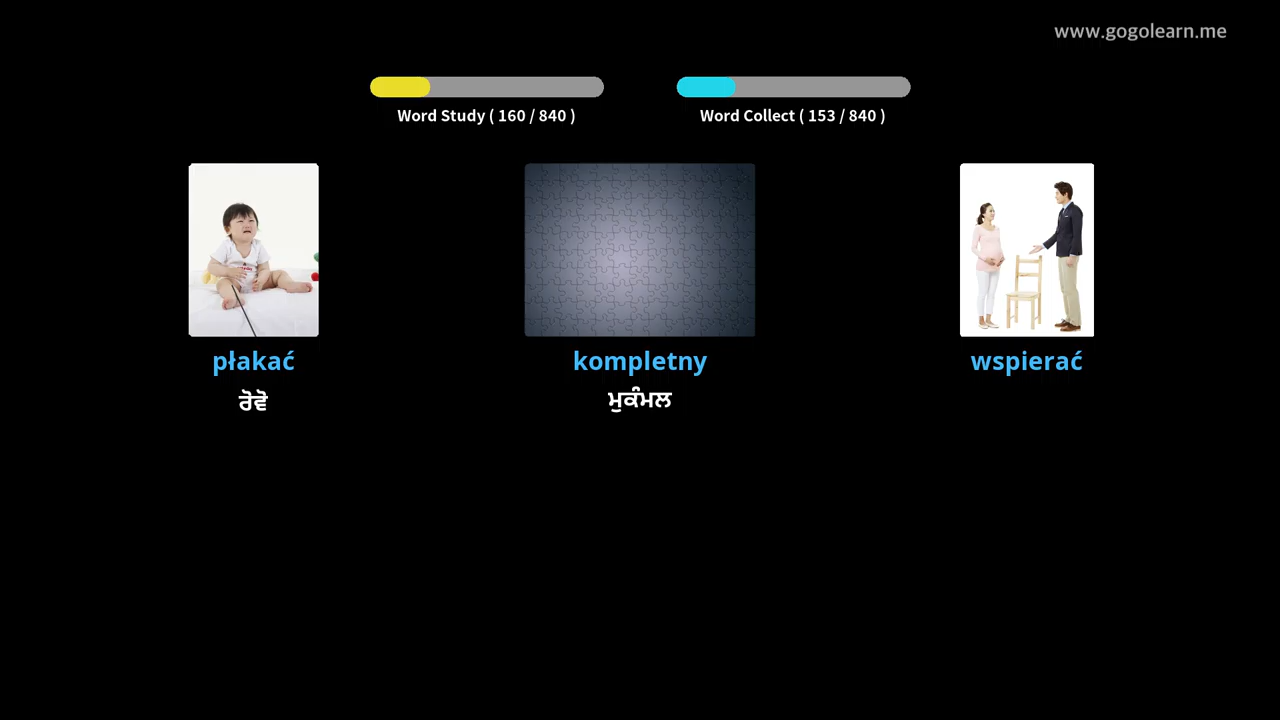 www.gogolearn.me
Word Study ( 160 / 840 )
Word Collect ( 153 / 840 )
płakać
kompletny
wspierać
ਰੋਵੋ
ਮੁਕੰਮਲ